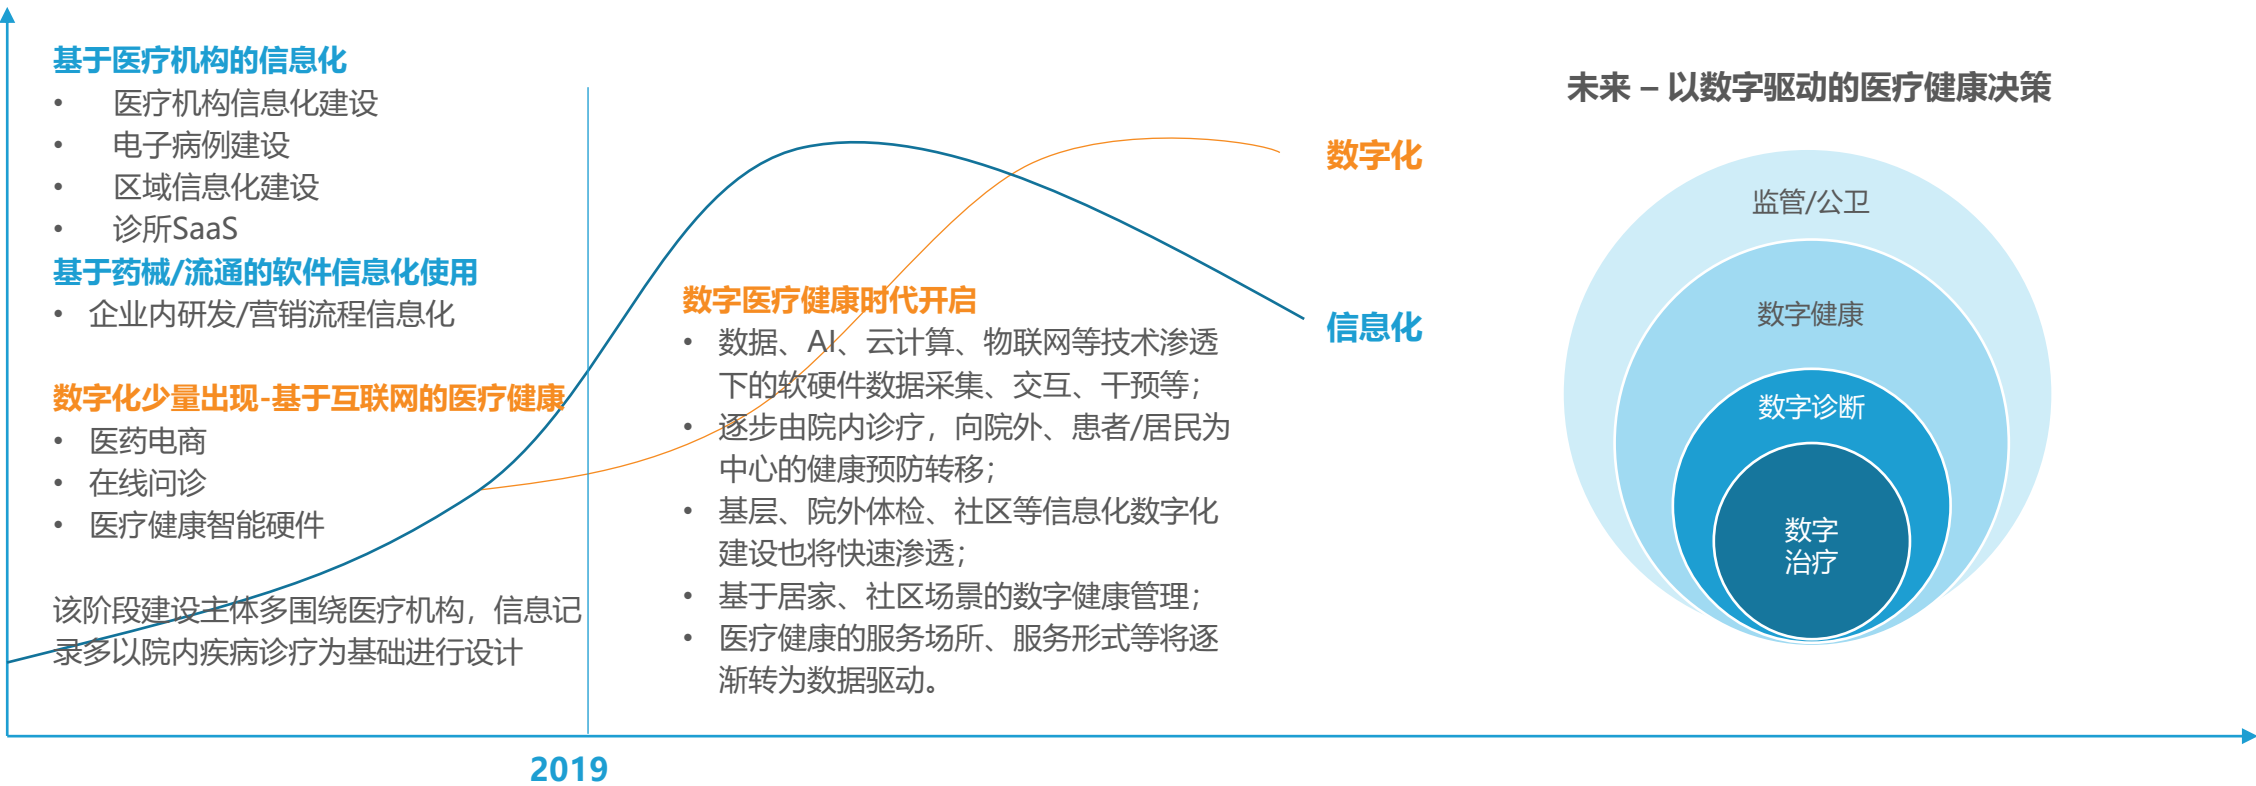 基于医疗机构的信息化
• 医疗机构信息化建设
• 电子病例建设
• 区域信息化建设
• 诊所SaaS
基于药械/流通的软件信息化使用
• 企业内研发/营销流程信息化
数字化少量出现-基于互联网的医疗健康
• 医药电商
• 在线问诊
• 医疗健康智能硬件
该阶段建设主体多围绕医疗机构，信息记
录多以院内疾病诊疗为基础进行设计
2019
数字医疗健康时代开启
• 数据、AI、云计算、物联网等技术渗透
下的软硬件数据采集、交互、干预等；
• 逐步由院内诊疗，向院外、患者/居民为
中心的健康预防转移；
• 基层、院外体检、社区等信息化数字化
建设也将快速渗透；
• 基于居家、社区场景的数字健康管理；
• 医疗健康的服务场所、服务形式等将逐
渐转为数据驱动。
数字化
信息化
未来 – 以数字驱动的医疗健康决策
监管/公卫
数字健康
数字诊断
数字
治疗